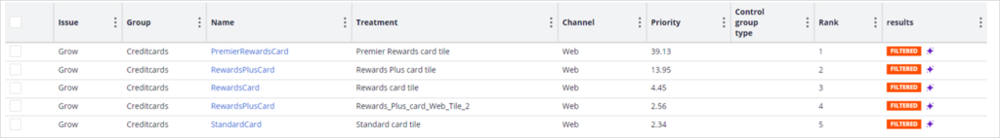 Issue Group Name Treatment Channel Priority Control group type Rank results
Grow Creditcards PremierRewardsCard Premier Rewards card tile Web 39.13 1 FILTERED
Grow Creditcards RewardsPlusCard Rewards Plus card tile Web 13.95 2 FILTERED
Grow Creditcards RewardsCard Rewards card tile Web 4.45 3 FILTERED
Grow Creditcards RewardsPlusCard Rewards_Plus_card_Web_Tile_2 Web 2.56 4 FILTERED
Grow Creditcards StandardCard Standard card tile Web 2.34 5 FILTERED